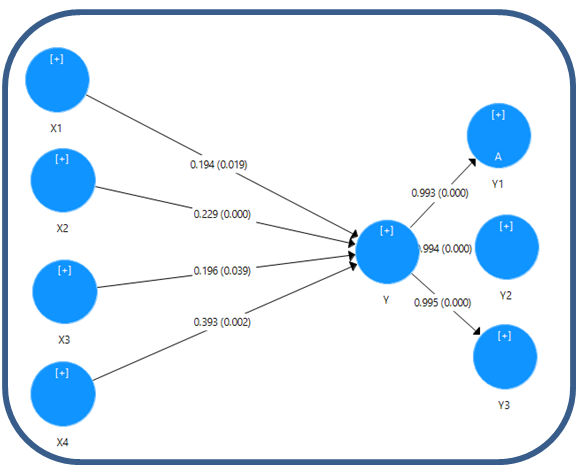 [+]
X1
[+]
X2
[+]
X3
[+]
X4
0.194 (0.019)
0.229 (0.000)
0.196 (0.039)
0.393 (0.002)
[+]
Y
0.993 (0.000)
.994 (0.000)
0.995 (0.000)
[+]
A
Y1
[+]
Y2
[+]
Y3